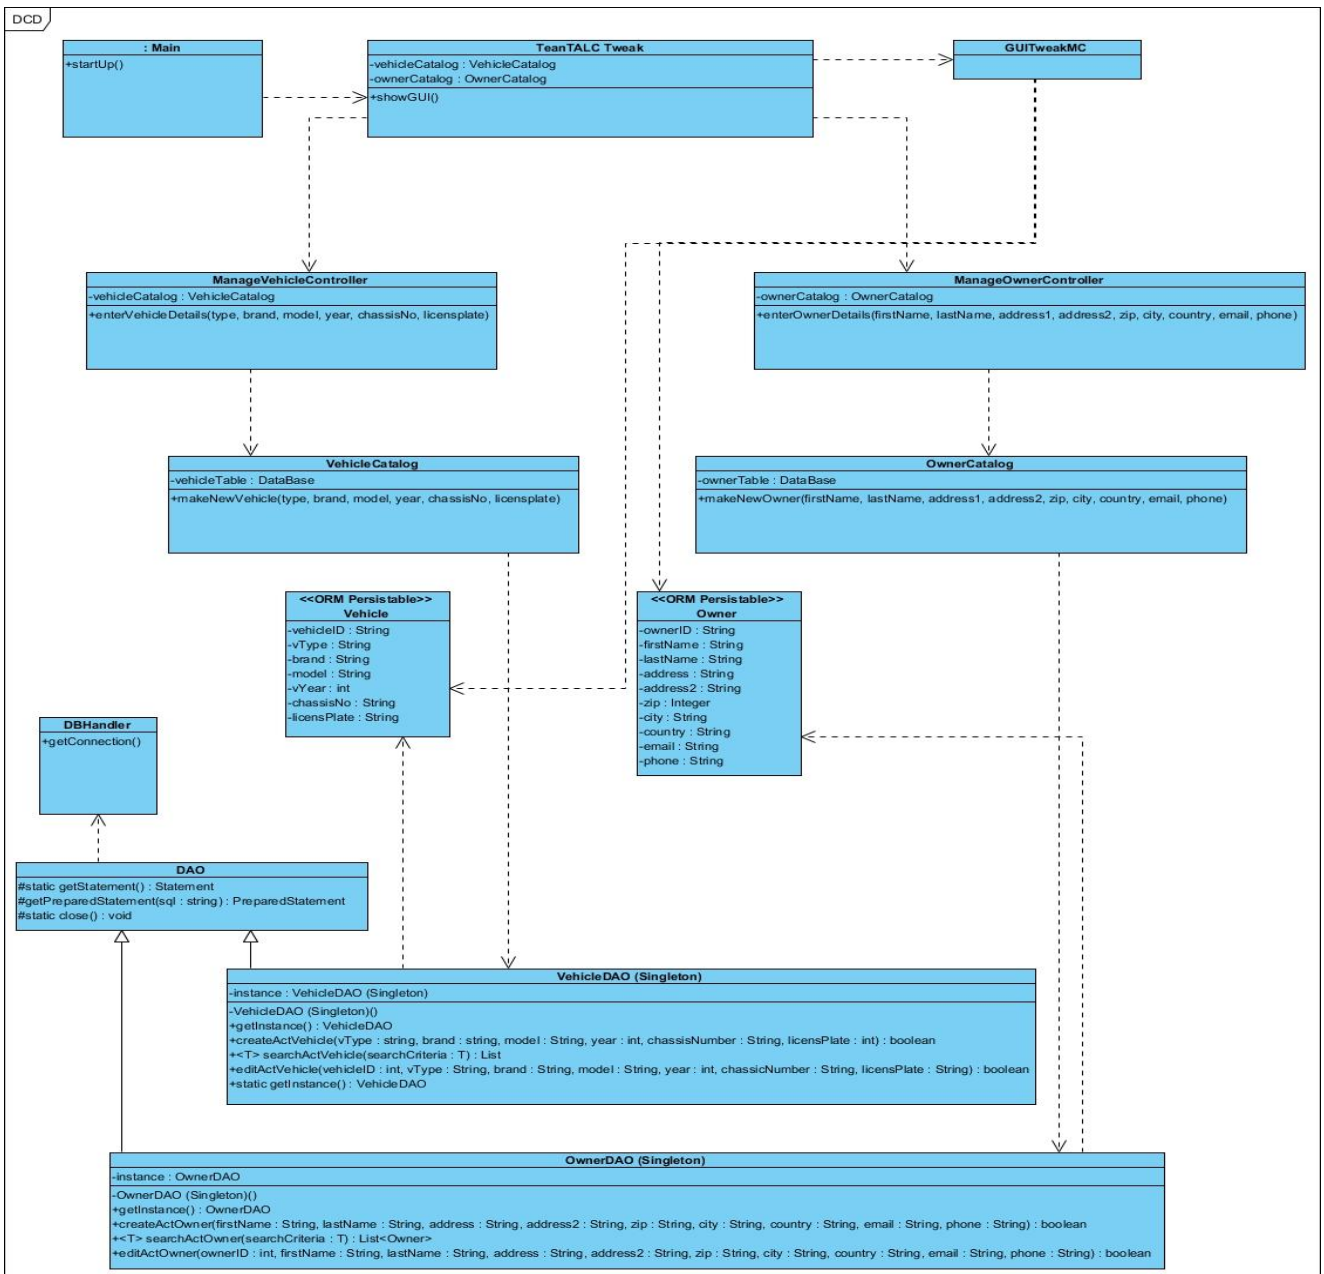 DCD
: Main
+startUp()
TeanTALC Tweak
-vehicleCatalog : VehicleCatalog
-ownerCatalog : OwnerCatalog
+showGUI()
GUITweakMC
ManageVehicleController
-vehicleCatalog : VehicleCatalog
+enterVehicleDetails(type, brand, model, year, chassisNo, licensplate)
ManageOwnerController
-ownerCatalog : OwnerCatalog
+enterOwnerDetails(firstName, lastName, address1, address2, zip, city, country, email, phone)
VehicleCatalog
-vehicleTable : DataBase
+makeNewVehicle(type, brand, model, year, chassisNo, licensplate)
OwnerCatalog
-ownerTable : DataBase
+makeNewOwner(firstName, lastName, address1, address2, zip, city, country, email, phone)
<<ORM Persistable>>
Vehicle
-vehicleID : String
-vType : String
-brand : String
-model : String
-vYear : int
-chassisNo : String
-licensPlate : String
<<ORM Persistable>>
Owner
-ownerID : String
-firstName : String
-lastName : String
-address : String
-address2 : String
-zip : Integer
-city : String
-country : String
-email : String
-phone : String
DBHandler
+getConnection()
DAO
#static getStatement() : Statement
#getPreparedStatement(sql : string) : PreparedStatement
#static close() : void
VehicleDAO (Singleton)
-instance : VehicleDAO (Singleton)
-VehicleDAO (Singleton)()
+getInstance() : VehicleDAO
+createActVehicle(vType : string, brand : string, model : String, year : int, chassisNumber : String, licensPlate : int) : boolean
+<T> searchActVehicle(searchCriteria : T) : List
+editActVehicle(vehicleID : int, vType : String, brand : String, model : String, year : int, chassicNumber : String, licensPlate : String) : boolean
+static getInstance() : VehicleDAO
OwnerDAO (Singleton)
-instance : OwnerDAO
-OwnerDAO (Singleton)()
+getInstance() : OwnerDAO
+createActOwner(firstName : String, lastName : String, address : String, address2 : String, zip : String, city : String, country : String, email : String, phone : String) : boolean
+<T> searchActOwner(searchCriteria : T) : List<Owner>
+editActOwner(ownerID : int, firstName : String, lastName : String, address : String, address2 : String, zip : String, city : String, country : String, email : String, phone : String) : boolean